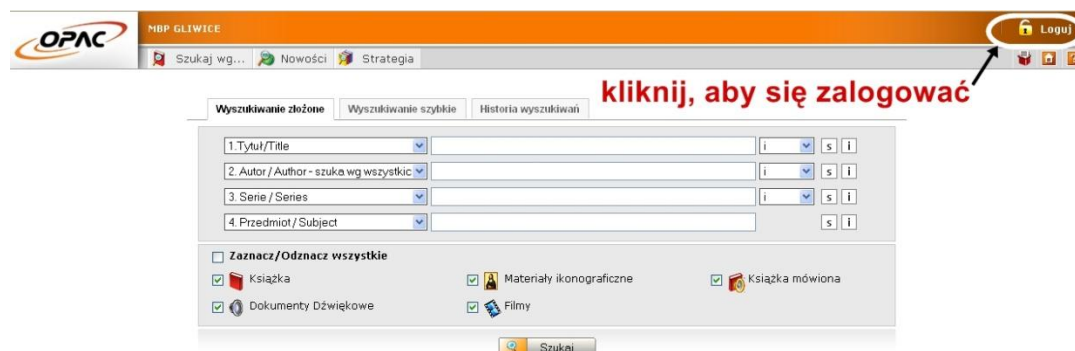 OPAC
MBP GLIWICE
Loguj
Szukaj wg... Nowości Strategia
kliknij, aby się zalogować
Wyszukiwanie złożone Wyszukiwanie szybkie Historia wyszukiwań
1.Tytuł/Title i s i
2. Autor / Author - szuka wg wszystkic i s i
3. Serie / Series i s i
4. Przedmiot / Subject s i
Zaznacz/Odznacz wszystkie
Książka Materiały ikonograficzne Książka mówiona
Dokumenty Dźwiękowe Filmy
Szukaj